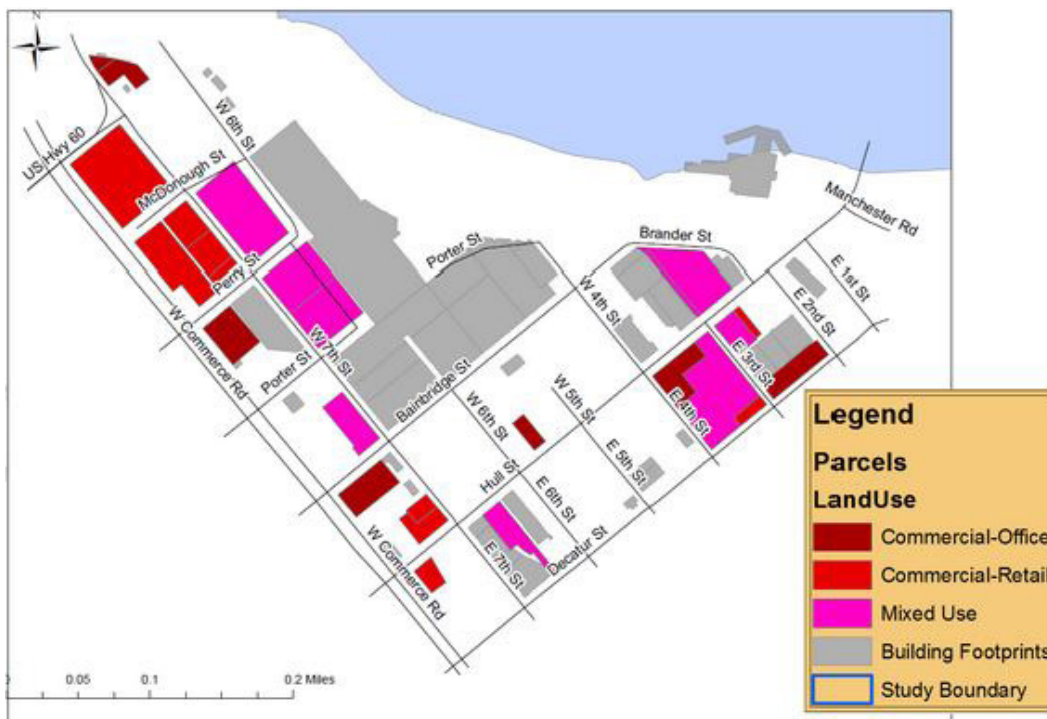 N
W 6th St
US Hwy 60
McDonough St
Manchester Rd
Porter St
Brander St
E 1st St
Perry St
W 4th St
E 2nd St
W Commerce Rd
W 7th St
E 3rd St
Porter St
Bainbridge St
E 4th St
W 6th St
W 5th St
Hull St
E 5th St
E 6th St
W Commerce Rd
E 7th St
Decatur St
0.05 0.1 0.2 Miles
Legend
Parcels
LandUse
Commercial-Office
Commercial-Retail
Mixed Use
Building Footprints
Study Boundary